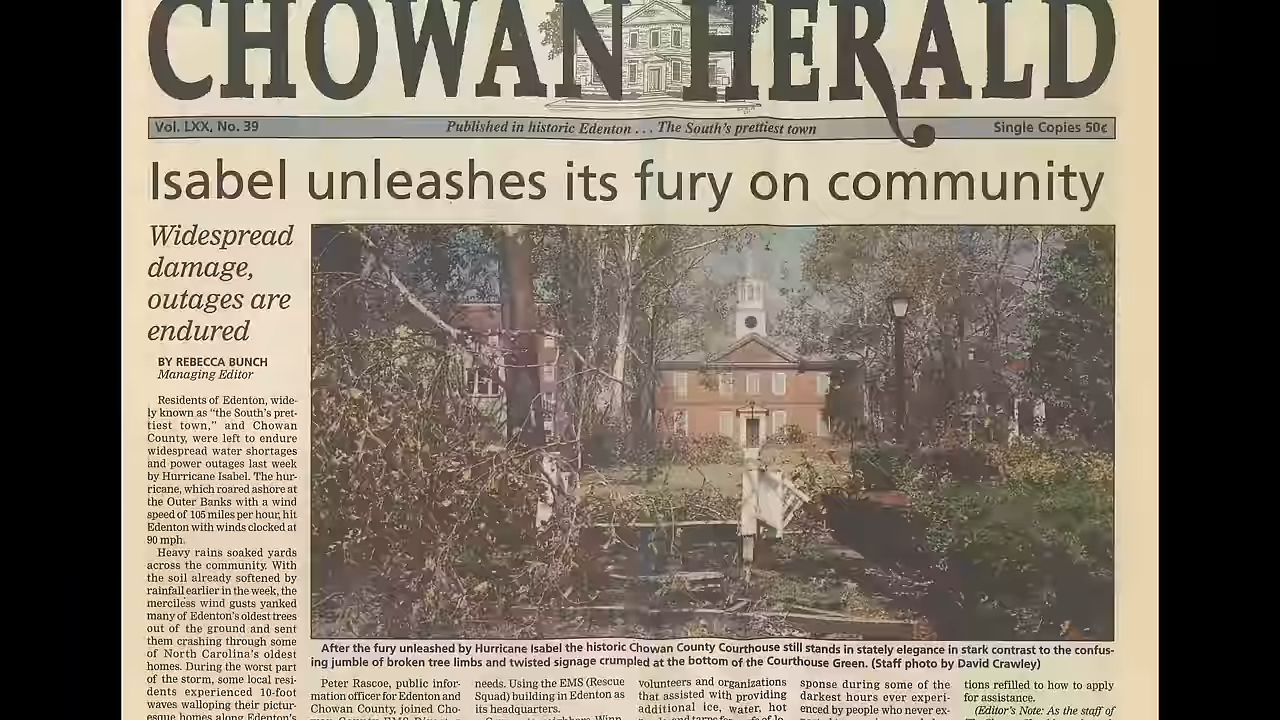 CHOWAN HERALD
Vol. LXX, No. 39 Published in historic Edenton . . . The South's prettiest town Single Copies 50¢
Isabel unleashes its fury on community
Widespread
damage,
outages are
endured
BY REBECCA BUNCH
Managing Editor
Residents of Edenton, wide-
ly known as "the South's pret-
tiest town," and Chowan
County, were left to endure
widespread water shortages
and power outages last week
by Hurricane Isabel. The hur-
ricane, which roared ashore at
the Outer Banks with a wind
speed of 105 miles per hour, hit
Edenton with winds clocked at
90 mph.
Heavy rains soaked yards
across the community. With
the soil already softened by
rainfall earlier in the week, the
merciless wind gusts yanked
many of Edenton's oldest trees
out of the ground and sent
them crashing through some
of North Carolina's oldest
homes. During the worst part
of the storm, some local resi-
dents experienced 10-foot
waves walloping their pictur-
esque homes along Edenton's
After the fury unleashed by Hurricane Isabel the historic Chowan County Courthouse still stands in stately elegance in stark contrast to the confus-
ing jumble of broken tree limbs and twisted signage crumpled at the bottom of the Courthouse Green. (Staff photo by David Crawley)
Peter Rascoe, public infor-
mation officer for Edenton and
Chowan County, joined Cho-
needs. Using the EMS (Rescue
Squad) building in Edenton as
its headquarters.
volunteers and organizations
that assisted with providing
additional ice, water, hot
sponse during some of the
darkest hours ever experi-
enced by people who never ex-
tions refilled to how to apply
for assistance.
(Editor's Note: As the staff of